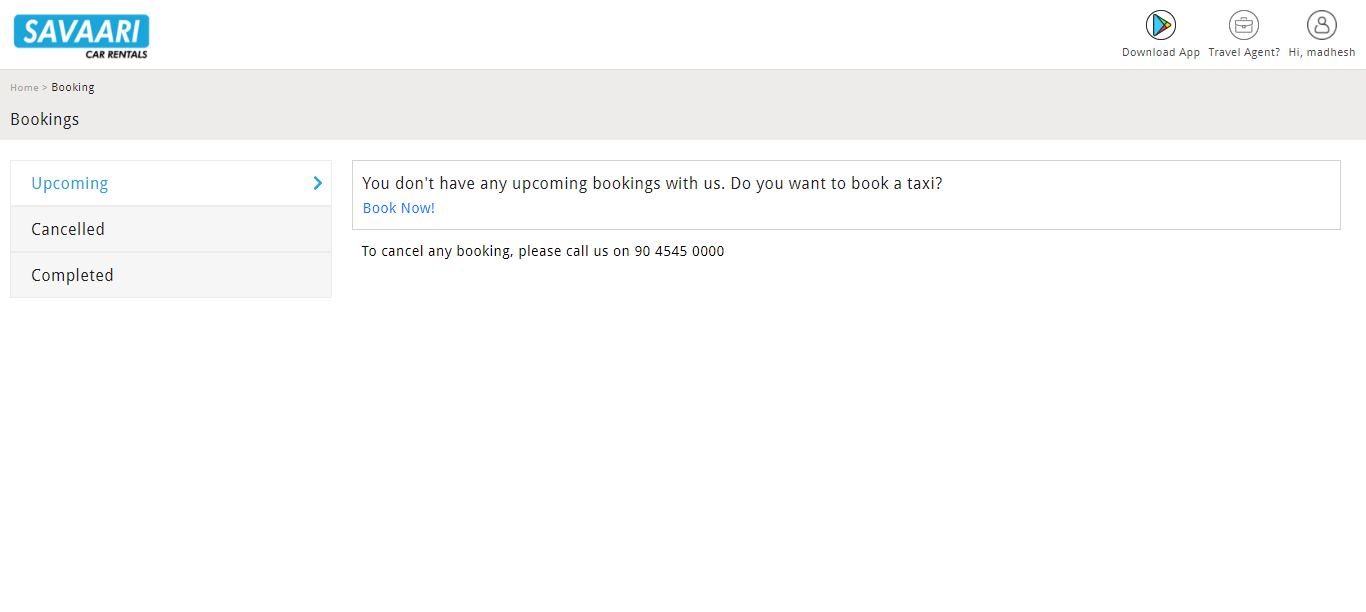 SAVAARI
CAR RENTALS
Download App
Travel Agent?
Hi, madhesh
Home > Booking
Bookings
Upcoming
Cancelled
Completed
You don't have any upcoming bookings with us. Do you want to book a taxi?
Book Now!
To cancel any booking, please call us on 90 4545 0000